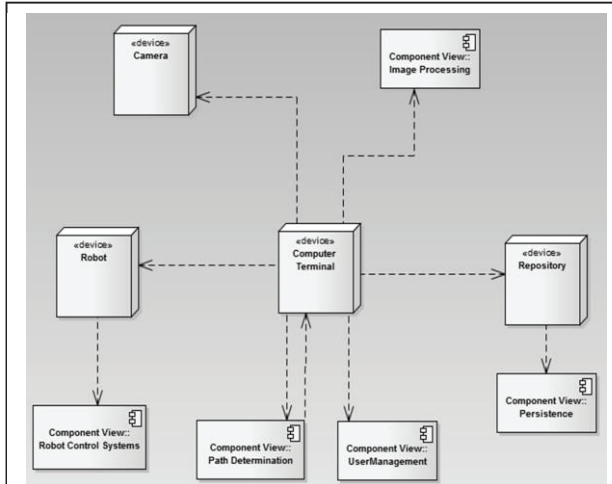 «device»
Camera
Component View::
Image Processing
«device»
Robot
«device»
Computer
Terminal
«device»
Repository
Component View::
Robot Control Systems
Component View::
Path Determination
Component View::
UserManagement
Component View::
Persistence